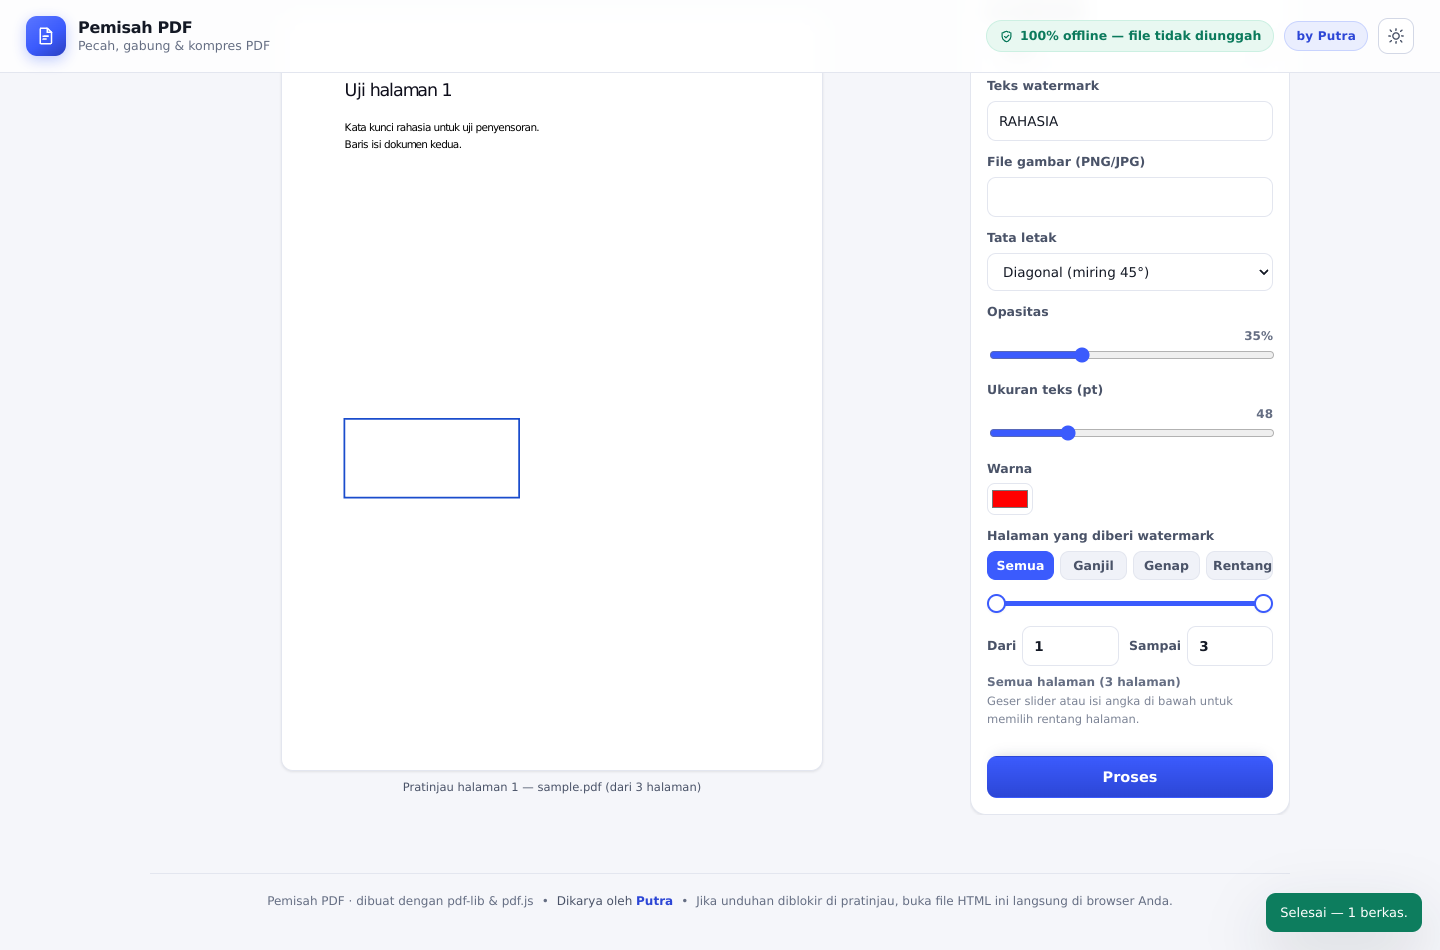 Pemisah PDF
Pecah, gabung & kompres PDF
100% offline — file tidak diunggah
by Putra
Uji halaman 1
Kata kunci rahasia untuk uji penyensoran.
Baris isi dokumen kedua.
Pratinjau halaman 1 — sample.pdf (dari 3 halaman)
Teks watermark
RAHASIA
File gambar (PNG/JPG)
Tata letak
Diagonal (miring 45°)
Opasitas
35%
Ukuran teks (pt)
48
Warna
Halaman yang diberi watermark
Semua Ganjil Genap Rentang
Dari 1 Sampai 3
Semua halaman (3 halaman)
Geser slider atau isi angka di bawah untuk
memilih rentang halaman.
Proses
Pemisah PDF · dibuat dengan pdf-lib & pdf.js • Dikarya oleh Putra • Jika unduhan diblokir di pratinjau, buka file HTML ini langsung di browser Anda.
Selesai — 1 berkas.